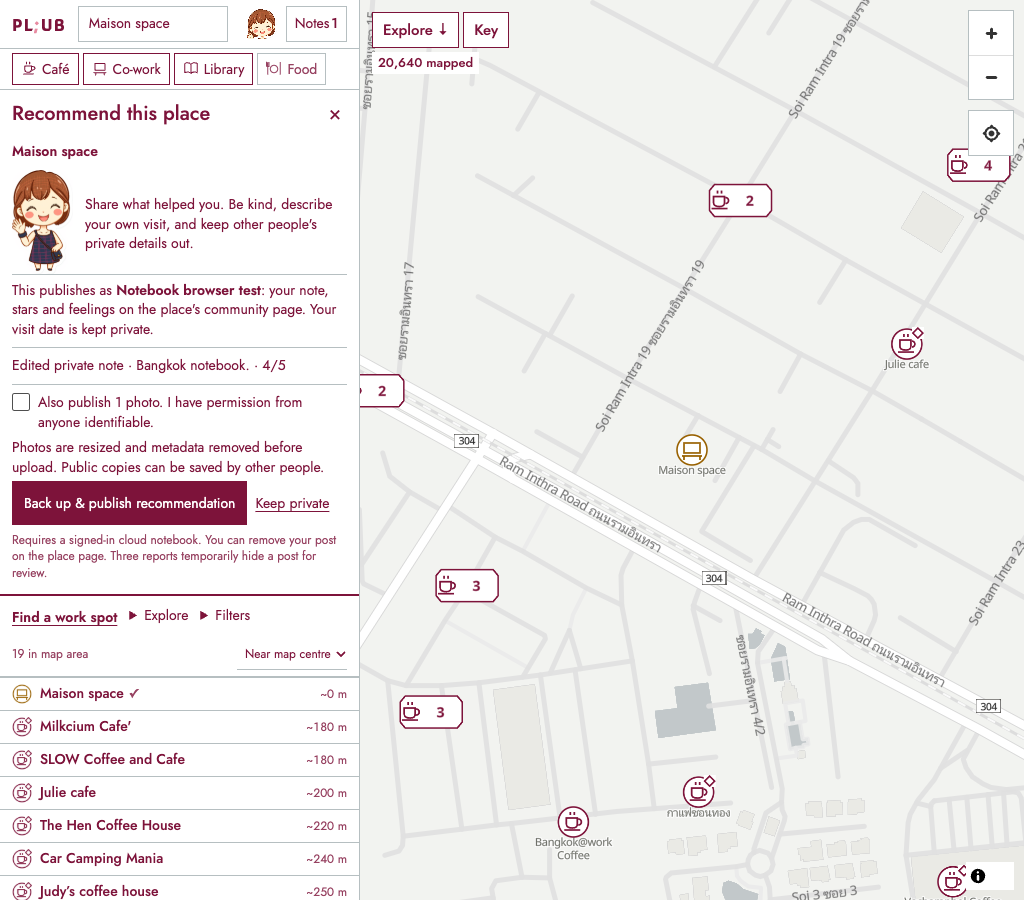 PL;UB
Maison space
Notes 1
Café
Co-work
Library
Food
Recommend this place
×
Maison space
Share what helped you. Be kind, describe
your own visit, and keep other people's
private details out.
This publishes as Notebook browser test: your note,
stars and feelings on the place's community page. Your
visit date is kept private.
Edited private note · Bangkok notebook. · 4/5
Also publish 1 photo. I have permission from
anyone identifiable.
Photos are resized and metadata removed before
upload. Public copies can be saved by other people.
Back up & publish recommendation
Keep private
Requires a signed-in cloud notebook. You can remove your post
on the place page. Three reports temporarily hide a post for
review.
Find a work spot
Explore
Filters
19 in map area
Near map centre
Maison space ✓ ~0 m
Milkcium Cafe' ~180 m
SLOW Coffee and Cafe ~180 m
Julie cafe ~200 m
The Hen Coffee House ~220 m
Car Camping Mania ~240 m
Judy's coffee house ~250 m
Explore ↓
Key
20,640 mapped
+
−
Soi Ram Intra 19 ซอยราม
4
2
ซอยรามอินทรา 17
Soi Ram Intra 19 ซอยรามอินทรา 19
Julie cafe
2
304
Maison space
Ram Inthra Road ถนนรามอินทรา
304
3
Soi Ram Intra 23
Ram Inthra Road ถนนรามอินทรา
304
ซอยรามอินทรา 4/2
3
กาแฟซอนทอง
Bangkok@work
Coffee
Soi 3 ซอย 3